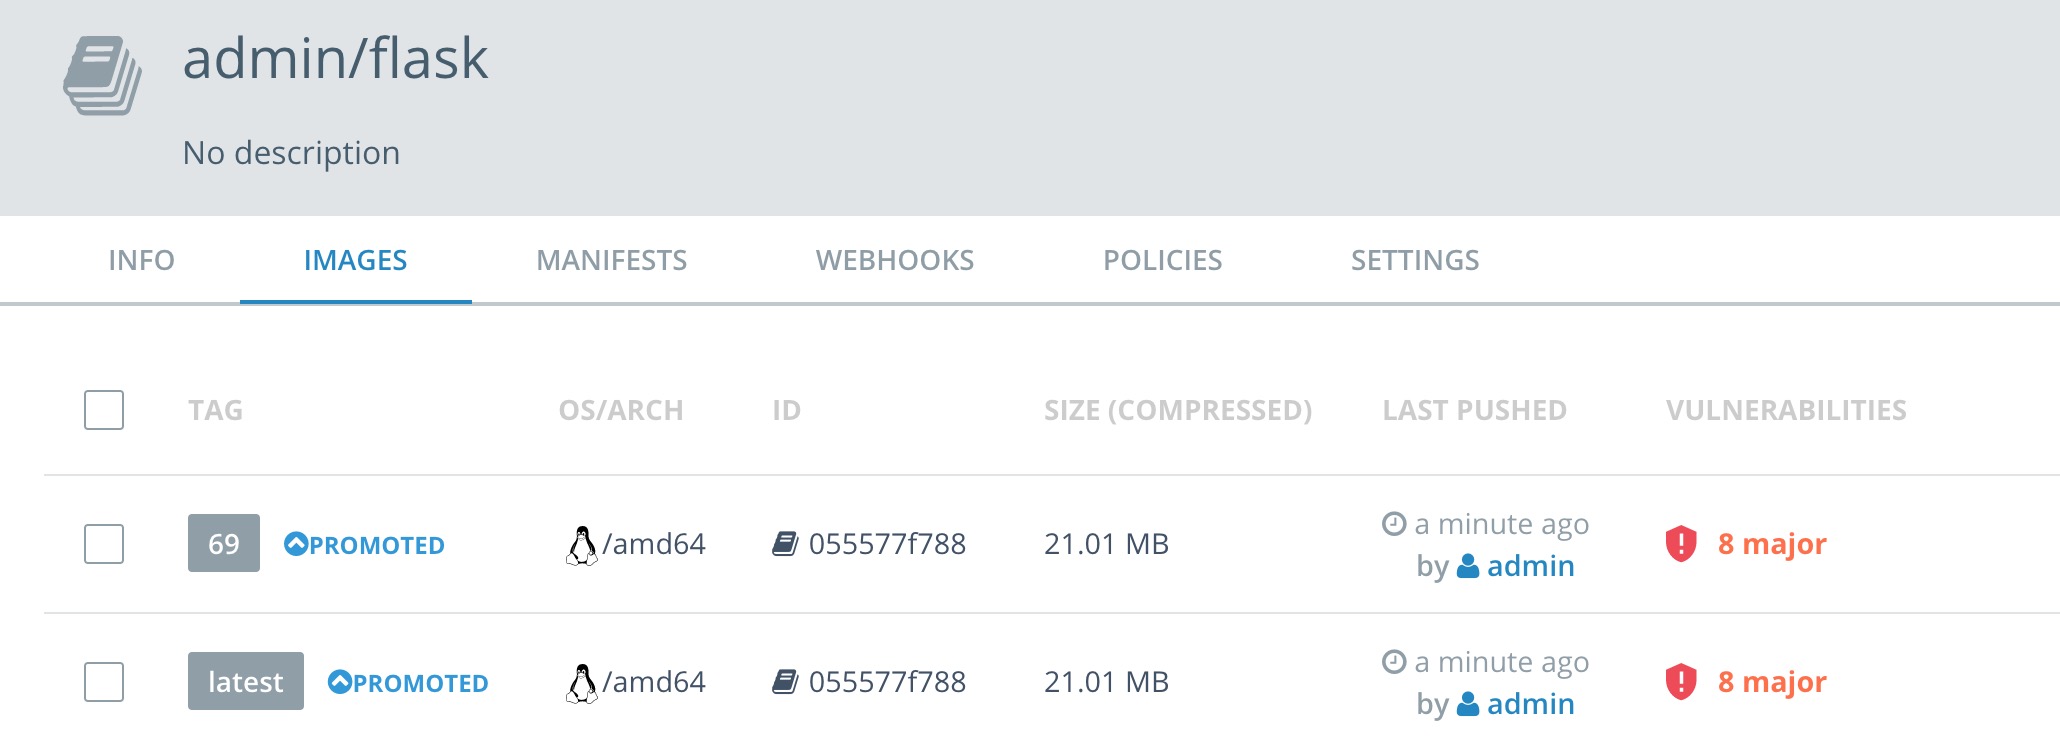 admin/flask
No description
INFO IMAGES MANIFESTS WEBHOOKS POLICIES SETTINGS
TAG OS/ARCH ID SIZE (COMPRESSED) LAST PUSHED VULNERABILITIES
69 PROMOTED /amd64 055577f788 21.01 MB a minute ago 8 major
by admin
latest PROMOTED /amd64 055577f788 21.01 MB a minute ago 8 major
by admin